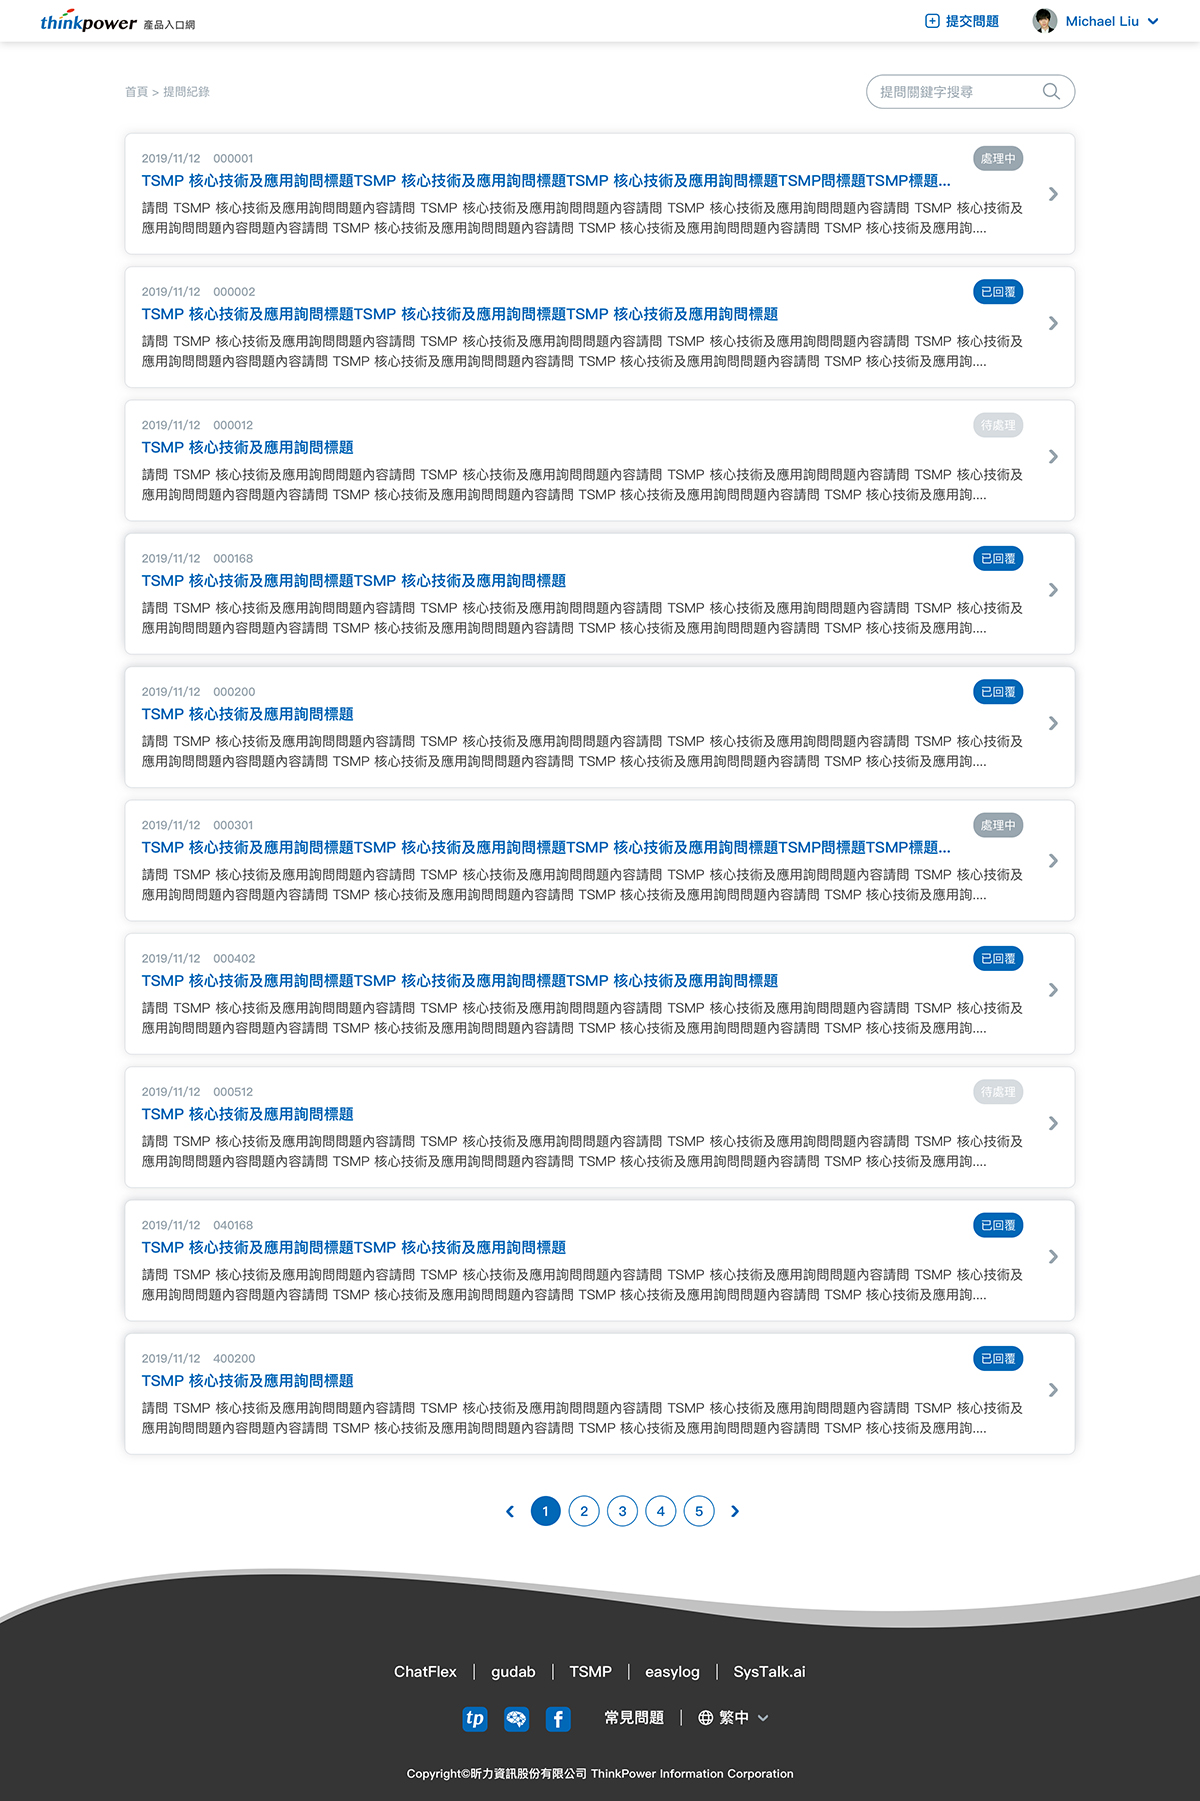 thinkpower 產品入口網
提交問題
Michael Liu
首頁 > 提問紀錄
提問關鍵字搜尋
2019/11/12 000001
處理中
TSMP 核心技術及應用詢問標題TSMP 核心技術及應用詢問標題TSMP 核心技術及應用詢問標題TSMP問標題TSMP標題...
請問 TSMP 核心技術及應用詢問問題內容請問 TSMP 核心技術及應用詢問問題內容請問 TSMP 核心技術及應用詢問問題內容請問 TSMP 核心技術及
應用詢問問題內容問題內容請問 TSMP 核心技術及應用詢問問題內容請問 TSMP 核心技術及應用詢問問題內容請問 TSMP 核心技術及應用詢....
2019/11/12 000002
已回覆
TSMP 核心技術及應用詢問標題TSMP 核心技術及應用詢問標題TSMP 核心技術及應用詢問標題
請問 TSMP 核心技術及應用詢問問題內容請問 TSMP 核心技術及應用詢問問題內容請問 TSMP 核心技術及應用詢問問題內容請問 TSMP 核心技術及
應用詢問問題內容問題內容請問 TSMP 核心技術及應用詢問問題內容請問 TSMP 核心技術及應用詢問問題內容請問 TSMP 核心技術及應用詢....
2019/11/12 000012
待處理
TSMP 核心技術及應用詢問標題
請問 TSMP 核心技術及應用詢問問題內容請問 TSMP 核心技術及應用詢問問題內容請問 TSMP 核心技術及應用詢問問題內容請問 TSMP 核心技術及
應用詢問問題內容問題內容請問 TSMP 核心技術及應用詢問問題內容請問 TSMP 核心技術及應用詢問問題內容請問 TSMP 核心技術及應用詢....
2019/11/12 000168
已回覆
TSMP 核心技術及應用詢問標題TSMP 核心技術及應用詢問標題
請問 TSMP 核心技術及應用詢問問題內容請問 TSMP 核心技術及應用詢問問題內容請問 TSMP 核心技術及應用詢問問題內容請問 TSMP 核心技術及
應用詢問問題內容問題內容請問 TSMP 核心技術及應用詢問問題內容請問 TSMP 核心技術及應用詢問問題內容請問 TSMP 核心技術及應用詢....
2019/11/12 000200
已回覆
TSMP 核心技術及應用詢問標題
請問 TSMP 核心技術及應用詢問問題內容請問 TSMP 核心技術及應用詢問問題內容請問 TSMP 核心技術及應用詢問問題內容請問 TSMP 核心技術及
應用詢問問題內容問題內容請問 TSMP 核心技術及應用詢問問題內容請問 TSMP 核心技術及應用詢問問題內容請問 TSMP 核心技術及應用詢....
2019/11/12 000301
處理中
TSMP 核心技術及應用詢問標題TSMP 核心技術及應用詢問標題TSMP 核心技術及應用詢問標題TSMP問標題TSMP標題...
請問 TSMP 核心技術及應用詢問問題內容請問 TSMP 核心技術及應用詢問問題內容請問 TSMP 核心技術及應用詢問問題內容請問 TSMP 核心技術及
應用詢問問題內容問題內容請問 TSMP 核心技術及應用詢問問題內容請問 TSMP 核心技術及應用詢問問題內容請問 TSMP 核心技術及應用詢....
2019/11/12 000402
已回覆
TSMP 核心技術及應用詢問標題TSMP 核心技術及應用詢問標題TSMP 核心技術及應用詢問標題
請問 TSMP 核心技術及應用詢問問題內容請問 TSMP 核心技術及應用詢問問題內容請問 TSMP 核心技術及應用詢問問題內容請問 TSMP 核心技術及
應用詢問問題內容問題內容請問 TSMP 核心技術及應用詢問問題內容請問 TSMP 核心技術及應用詢問問題內容請問 TSMP 核心技術及應用詢....
2019/11/12 000512
待處理
TSMP 核心技術及應用詢問標題
請問 TSMP 核心技術及應用詢問問題內容請問 TSMP 核心技術及應用詢問問題內容請問 TSMP 核心技術及應用詢問問題內容請問 TSMP 核心技術及
應用詢問問題內容問題內容請問 TSMP 核心技術及應用詢問問題內容請問 TSMP 核心技術及應用詢問問題內容請問 TSMP 核心技術及應用詢....
2019/11/12 040168
已回覆
TSMP 核心技術及應用詢問標題TSMP 核心技術及應用詢問標題
請問 TSMP 核心技術及應用詢問問題內容請問 TSMP 核心技術及應用詢問問題內容請問 TSMP 核心技術及應用詢問問題內容請問 TSMP 核心技術及
應用詢問問題內容問題內容請問 TSMP 核心技術及應用詢問問題內容請問 TSMP 核心技術及應用詢問問題內容請問 TSMP 核心技術及應用詢....
2019/11/12 400200
已回覆
TSMP 核心技術及應用詢問標題
請問 TSMP 核心技術及應用詢問問題內容請問 TSMP 核心技術及應用詢問問題內容請問 TSMP 核心技術及應用詢問問題內容請問 TSMP 核心技術及
應用詢問問題內容問題內容請問 TSMP 核心技術及應用詢問問題內容請問 TSMP 核心技術及應用詢問問題內容請問 TSMP 核心技術及應用詢....
1 2 3 4 5
ChatFlex | gudab | TSMP | easylog | SysTalk.ai
tp f 常見問題 | 繁中
Copyright©昕力資訊股份有限公司 ThinkPower Information Corporation